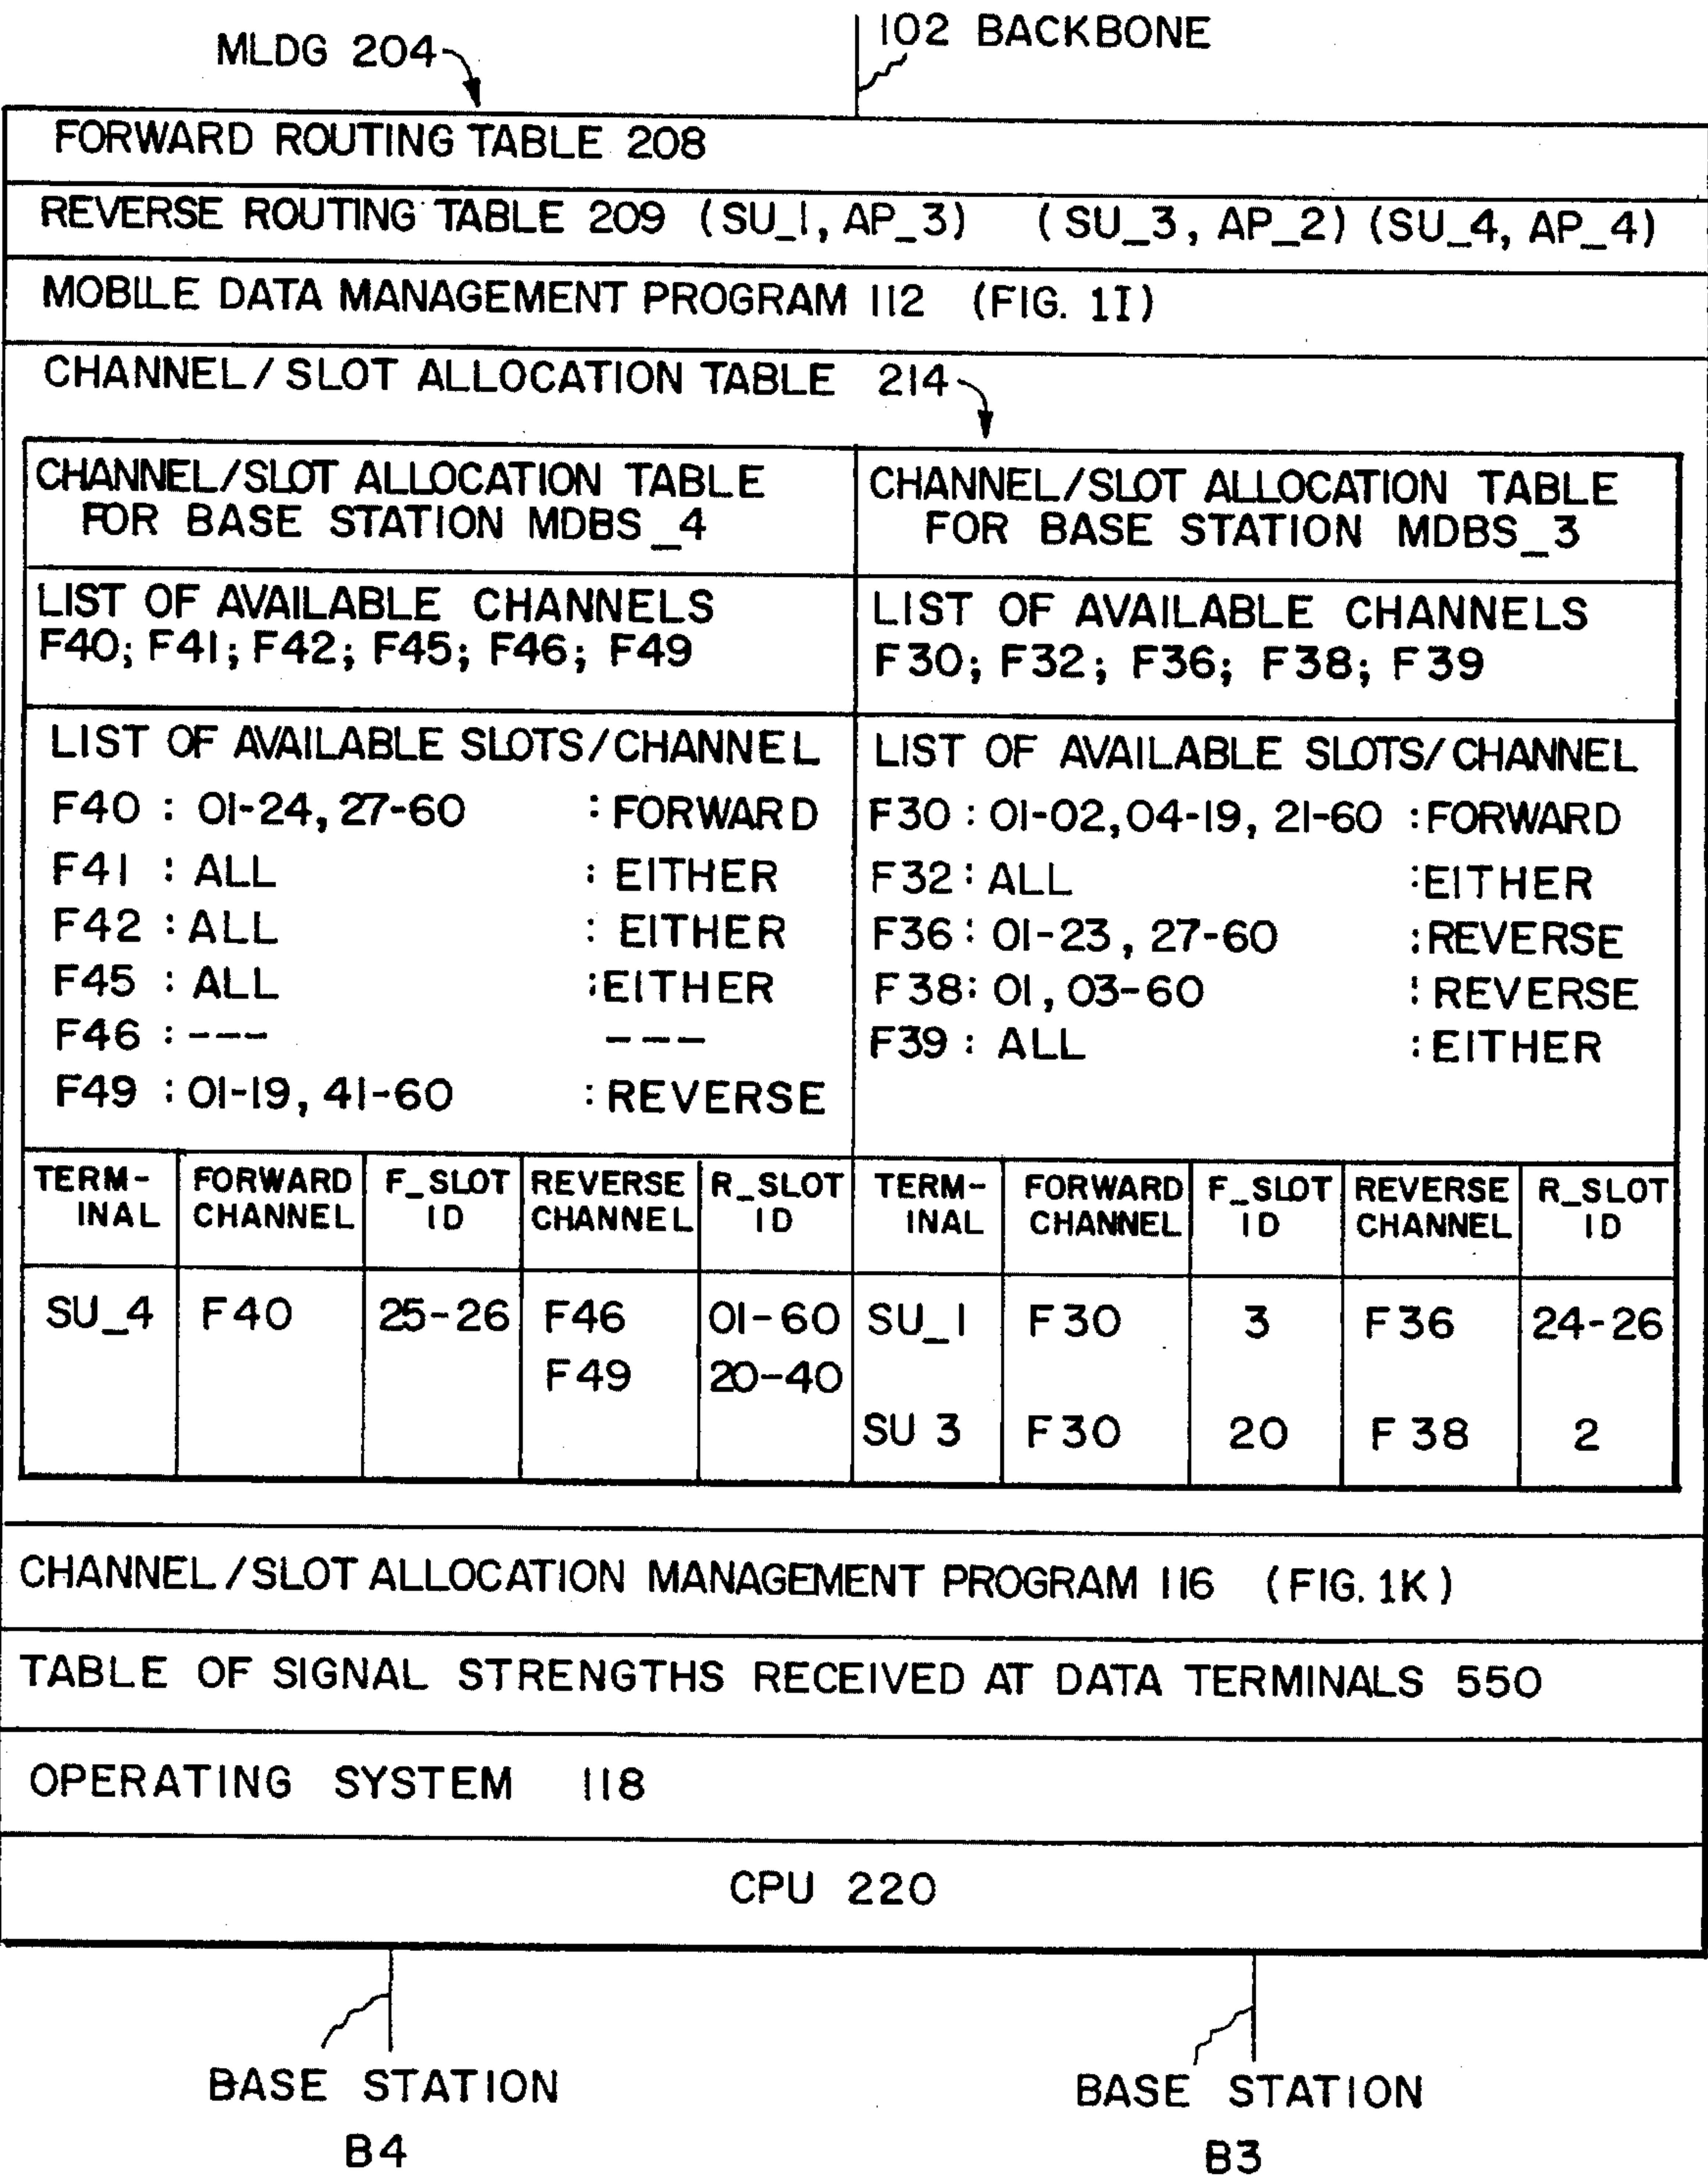 MLDG 204
102 BACKBONE
FORWARD ROUTING TABLE 208
REVERSE ROUTING TABLE 209 (SU_1, AP_3) (SU_3, AP_2) (SU_4, AP_4)
MOBILE DATA MANAGEMENT PROGRAM 112 (FIG. 1I)
CHANNEL/SLOT ALLOCATION TABLE 214
CHANNEL/SLOT ALLOCATION TABLE
FOR BASE STATION MDBS_4
LIST OF AVAILABLE CHANNELS
F40; F41; F42; F45; F46; F49
LIST OF AVAILABLE SLOTS/CHANNEL
F40 : 01-24, 27-60 : FORWARD
F41 : ALL : EITHER
F42 : ALL : EITHER
F45 : ALL :EITHER
F46 : --- ---
F49 : 01-19, 41-60 : REVERSE
CHANNEL/SLOT ALLOCATION TABLE
FOR BASE STATION MDBS_3
LIST OF AVAILABLE CHANNELS
F30; F32; F36; F38; F39
LIST OF AVAILABLE SLOTS/CHANNEL
F30 : 01-02, 04-19, 21-60 :FORWARD
F32 : ALL :EITHER
F36 : 01-23, 27-60 :REVERSE
F38 : 01, 03-60 : REVERSE
F39 : ALL :EITHER
TERM- FORWARD F_SLOT REVERSE R_SLOT TERM- FORWARD F_SLOT REVERSE R_SLOT
INAL CHANNEL ID CHANNEL ID INAL CHANNEL ID CHANNEL ID
SU_4 F40 25-26 F46 01-60 SU_1 F30 3 F36 24-26
F49 20-40
SU 3 F30 20 F38 2
CHANNEL/SLOT ALLOCATION MANAGEMENT PROGRAM 116 (FIG. 1K)
TABLE OF SIGNAL STRENGTHS RECEIVED AT DATA TERMINALS 550
OPERATING SYSTEM 118
CPU 220
BASE STATION
B4
BASE STATION
B3